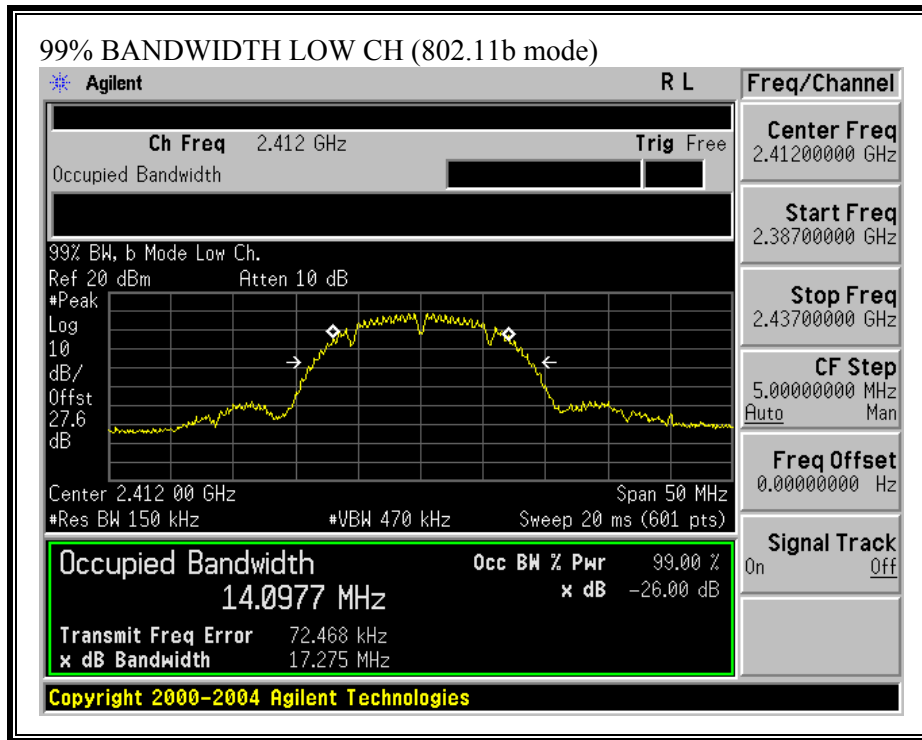 99% BANDWIDTH LOW CH (802.11b mode)
Agilent R L Freq/Channel
Ch Freq 2.412 GHz Trig Free
Occupied Bandwidth
Center Freq
2.41200000 GHz
Start Freq
2.38700000 GHz
Stop Freq
2.43700000 GHz
CF Step
5.00000000 MHz
Auto Man
Freq Offset
0.00000000 Hz
Signal Track
On Off
99% BW, b Mode Low Ch.
Ref 20 dBm Atten 10 dB
#Peak
Log
10
dB/
Offst
27.6
dB
Center 2.412 00 GHz Span 50 MHz
#Res BW 150 kHz #VBW 470 kHz Sweep 20 ms (601 pts)
Occupied Bandwidth Occ BW % Pwr 99.00 %
14.0977 MHz x dB -26.00 dB
Transmit Freq Error 72.468 kHz
x dB Bandwidth 17.275 MHz
Copyright 2000-2004 Agilent Technologies